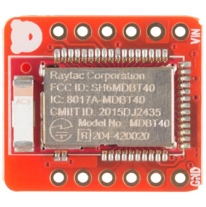 VIN
Raytac Corporation
FCC ID: SH6MDBT40
IC: 8017A-MDBT40
CMIIT ID: 2015DJ2435
Model No.: MDBT40
R 204-420020
GND